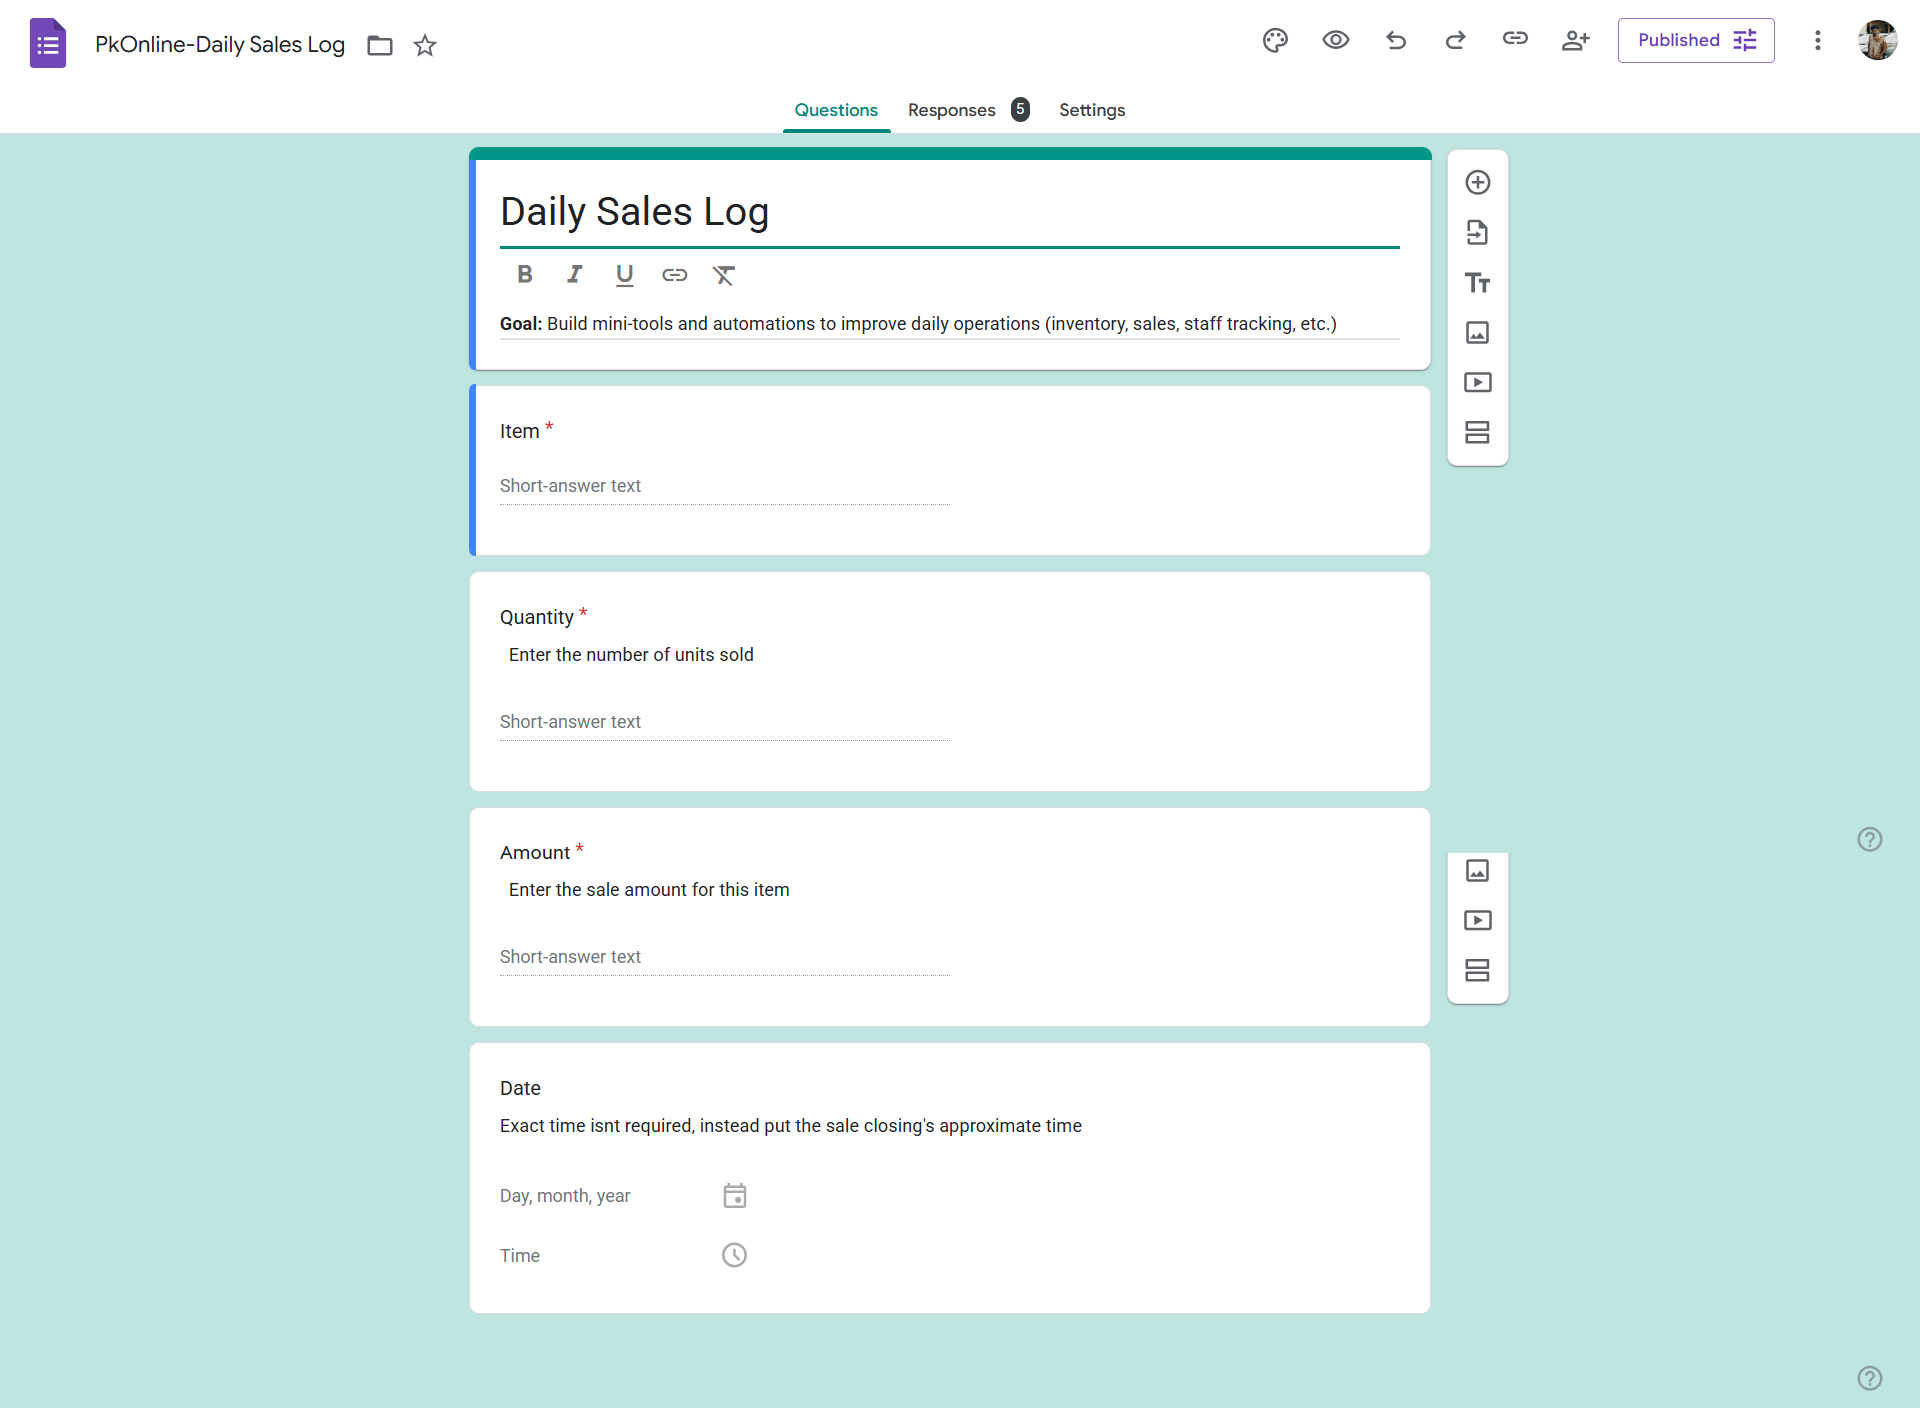 PkOnline-Daily Sales Log
Published
Questions
Responses
5
Settings
Daily Sales Log
B I U
Goal: Build mini-tools and automations to improve daily operations (inventory, sales, staff tracking, etc.)
Tt
Item *
Short-answer text
Quantity *
Enter the number of units sold
Short-answer text
Amount *
Enter the sale amount for this item
Short-answer text
Date
Exact time isnt required, instead put the sale closing's approximate time
Day, month, year
Time